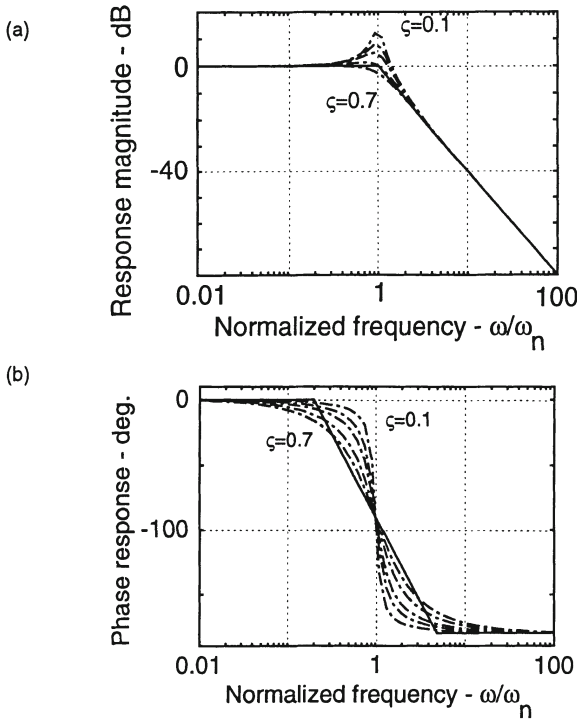 (a)
Response magnitude - dB
0
-40
ς=0.1
ς=0.7
0.01
1
100
Normalized frequency - ω/ωn
(b)
Phase response - deg.
0
-100
ς=0.1
ς=0.7
0.01
1
100
Normalized frequency - ω/ωn